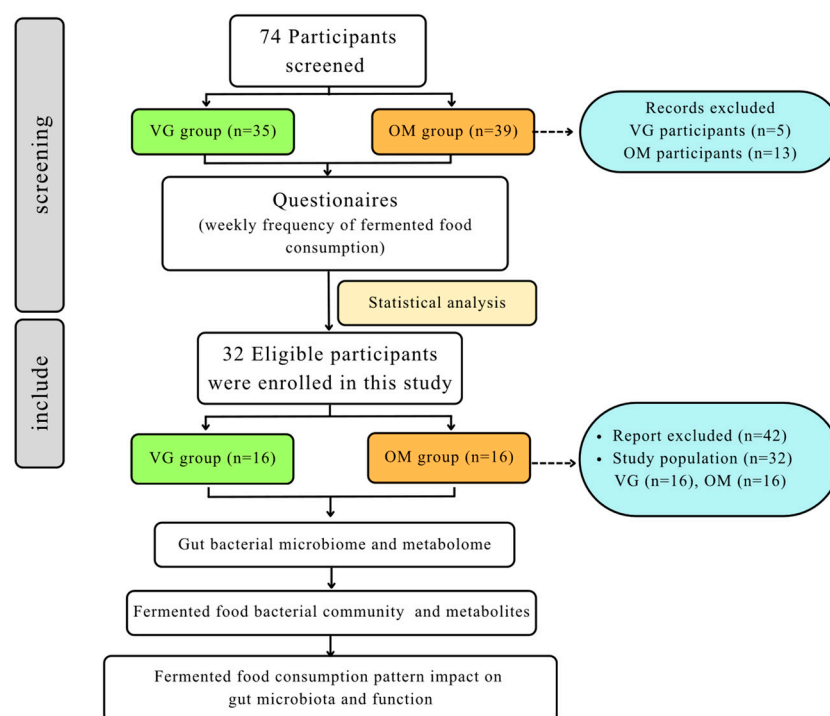 screening
74 Participants
screened
VG group (n=35)
OM group (n=39)
Records excluded
VG participants (n=5)
OM participants (n=13)
Questionaires
(weekly frequency of fermented food
consumption)
Statistical analysis
include
32 Eligible participants
were enrolled in this study
VG group (n=16)
OM group (n=16)
• Report excluded (n=42)
• Study population (n=32)
VG (n=16), OM (n=16)
Gut bacterial microbiome and metabolome
Fermented food bacterial community and metabolites
Fermented food consumption pattern impact on
gut microbiota and function